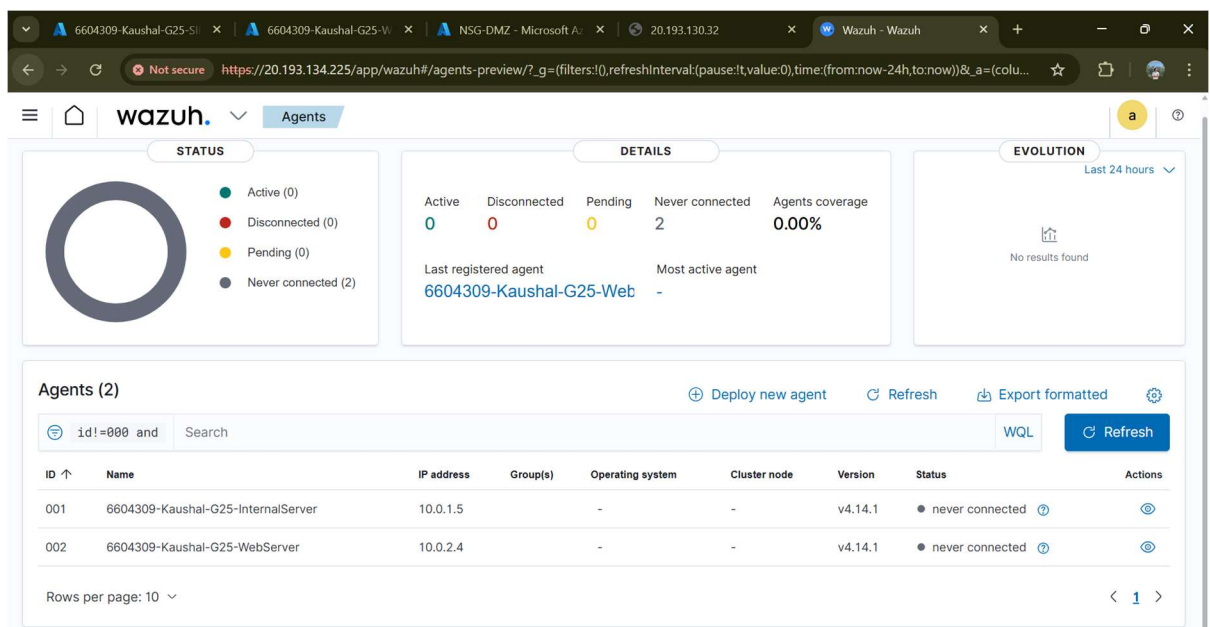 6604309-Kaushal-G25-SI
6604309-Kaushal-G25-W
NSG-DMZ - Microsoft Az
20.193.130.32
Wazuh - Wazuh
Not secure https://20.193.134.225/app/wazuh#/agents-preview/?_g=(filters:!(),refreshInterval:(pause:!t,value:0),time:(from:now-24h,to:now))&_a=(colu...
wazuh. Agents a
STATUS
Active (0)
Disconnected (0)
Pending (0)
Never connected (2)
DETAILS
Active Disconnected Pending Never connected Agents coverage
0 0 0 2 0.00%
Last registered agent Most active agent
6604309-Kaushal-G25-Web -
EVOLUTION
Last 24 hours
No results found
Agents (2) Deploy new agent Refresh Export formatted
id!=000 and Search WQL Refresh
ID Name IP address Group(s) Operating system Cluster node Version Status Actions
001 6604309-Kaushal-G25-InternalServer 10.0.1.5 - - v4.14.1 never connected
002 6604309-Kaushal-G25-WebServer 10.0.2.4 - - v4.14.1 never connected
Rows per page: 10 < 1 >